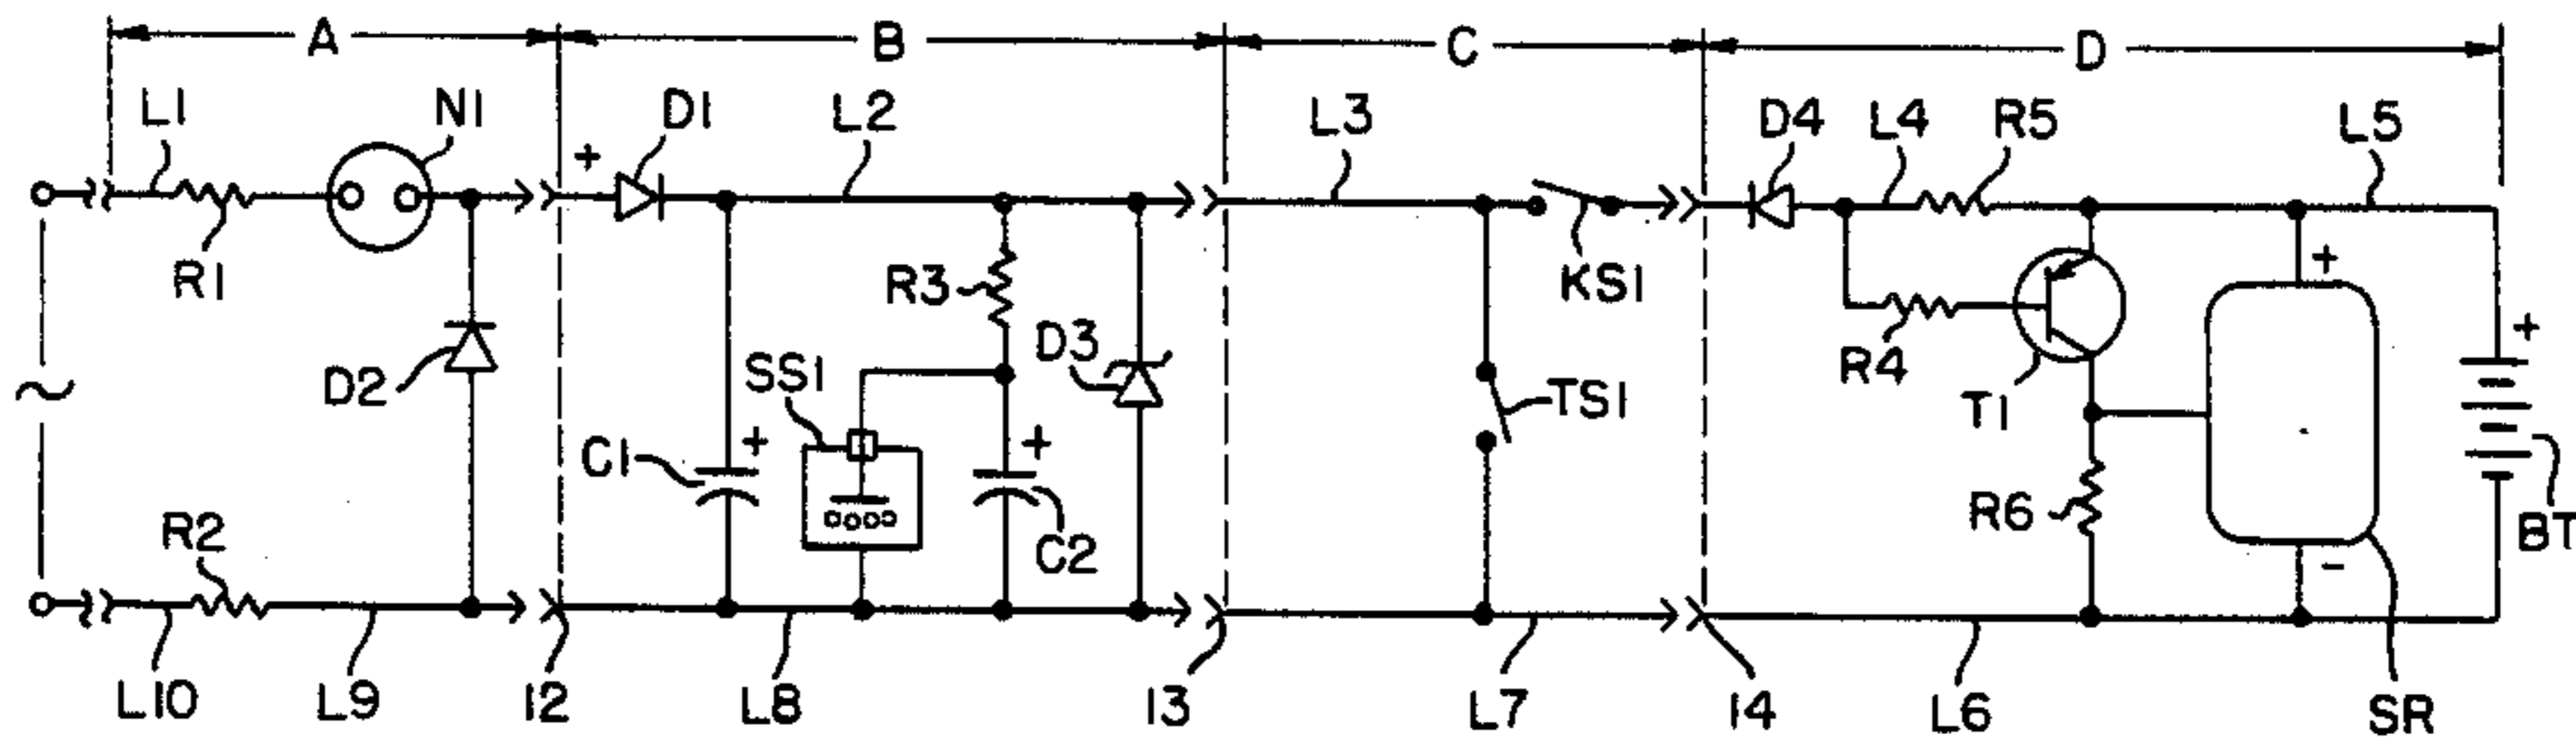 A B C D
L1 N1 D1 L2 L3 D4 L4 R5 L5
+
R1 R3 KS1 +
D2 SS1 D3 R4 T1 +
C1 + + TS1
R2 C2 R6 BT
-
L10 L9 12 L8 13 L7 14 L6 SR